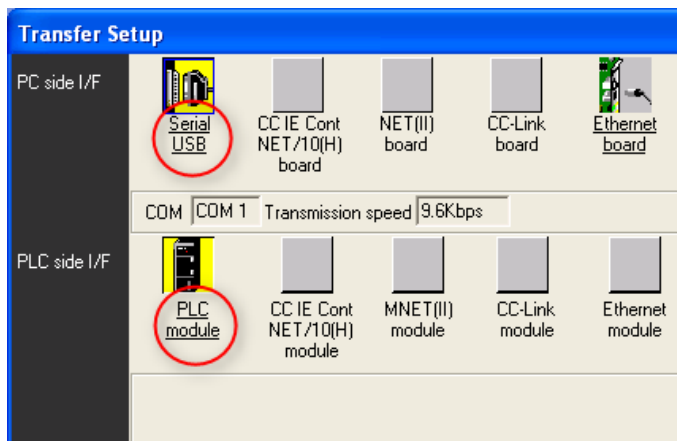 Transfer Setup
PC side I/F
Serial
USB
CC IE Cont
NET/10(H)
board
NET(II)
board
CC-Link
board
Ethernet
board
COM COM 1 Transmission speed 9.6Kbps
PLC side I/F
PLC
module
CC IE Cont
NET/10(H)
module
MNET(II)
module
CC-Link
module
Ethernet
module